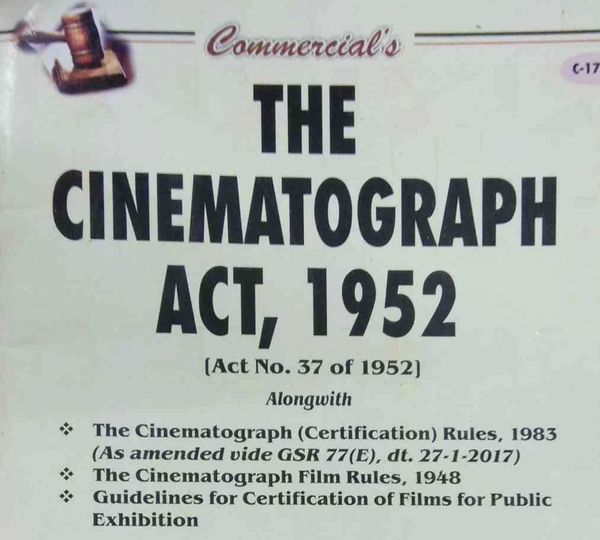 Commercial's
C-17
THE
CINEMATOGRAPH
ACT, 1952
[Act No. 37 of 1952]
Alongwith
❖ The Cinematograph (Certification) Rules, 1983
(As amended vide GSR 77(E), dt. 27-1-2017)
❖ The Cinematograph Film Rules, 1948
❖ Guidelines for Certification of Films for Public
Exhibition